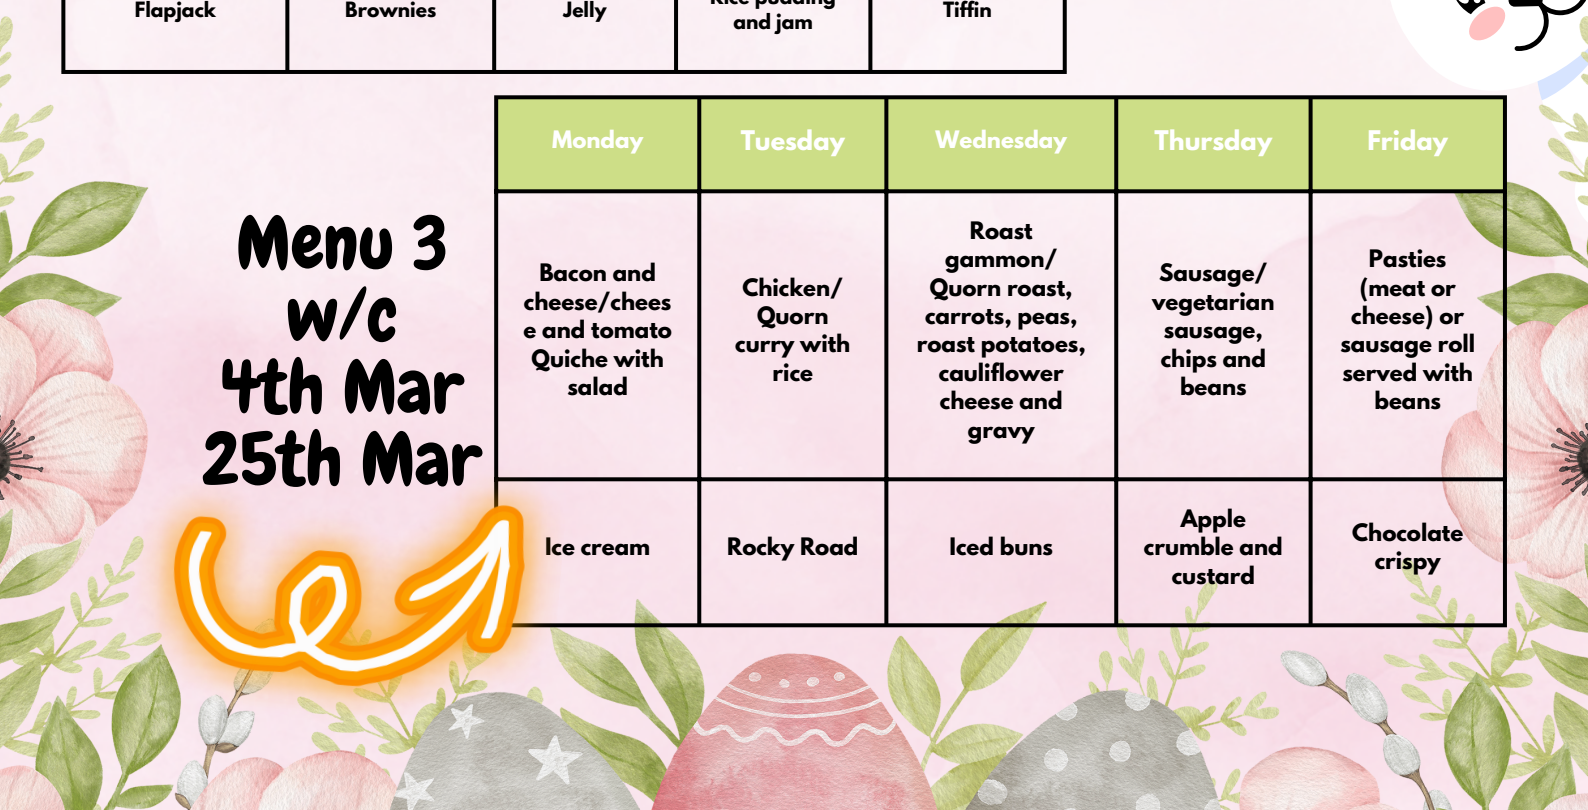 Flapjack
Brownies
Jelly
Rice pudding
and jam
Tiffin
Menu 3
w/c
4th Mar
25th Mar
Monday
Tuesday
Wednesday
Thursday
Friday
Bacon and
cheese/chees
e and tomato
Quiche with
salad
Chicken/
Quorn
curry with
rice
Roast
gammon/
Quorn roast,
carrots, peas,
roast potatoes,
cauliflower
cheese and
gravy
Sausage/
vegetarian
sausage,
chips and
beans
Pasties
(meat or
cheese) or
sausage roll
served with
beans
Ice cream
Rocky Road
Iced buns
Apple
crumble and
custard
Chocolate
crispy